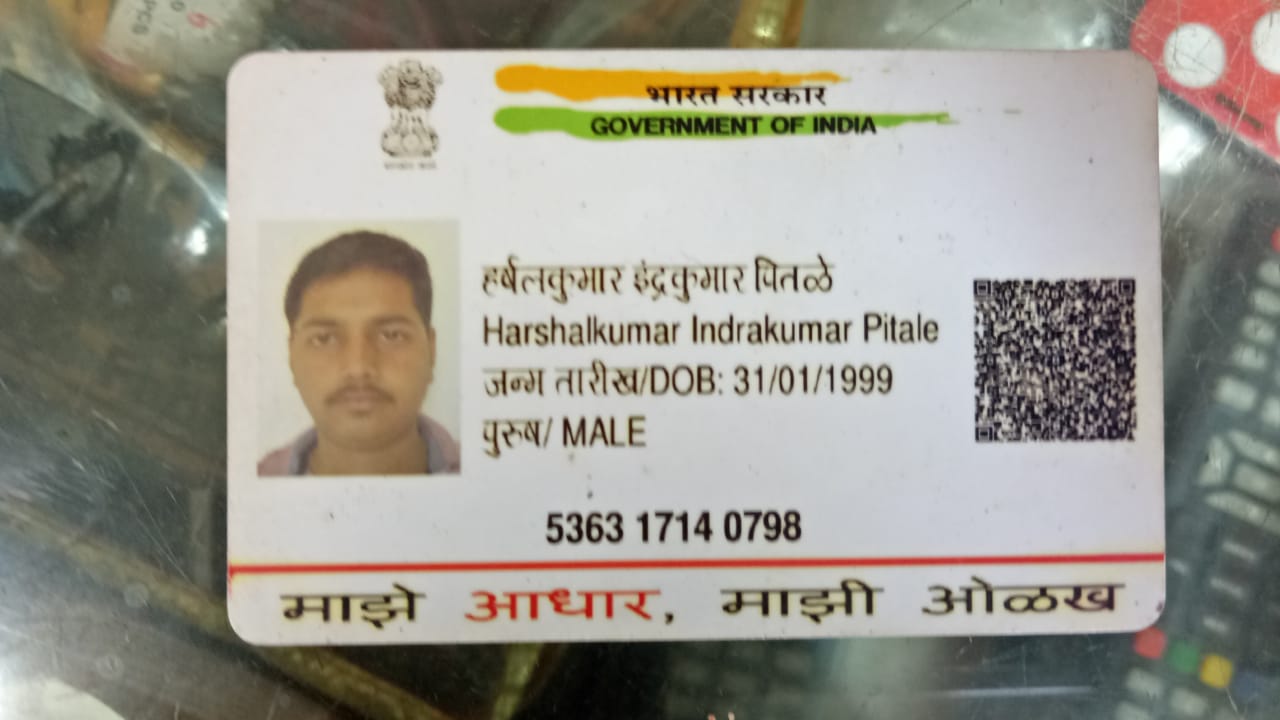 भारत सरकार
GOVERNMENT OF INDIA
हर्षलकुमार इंद्रकुमार पितळे
Harshalkumar Indrakumar Pitale
जन्म तारीख/DOB: 31/01/1999
पुरुष/ MALE
5363 1714 0798
माझे आधार, माझी ओळख